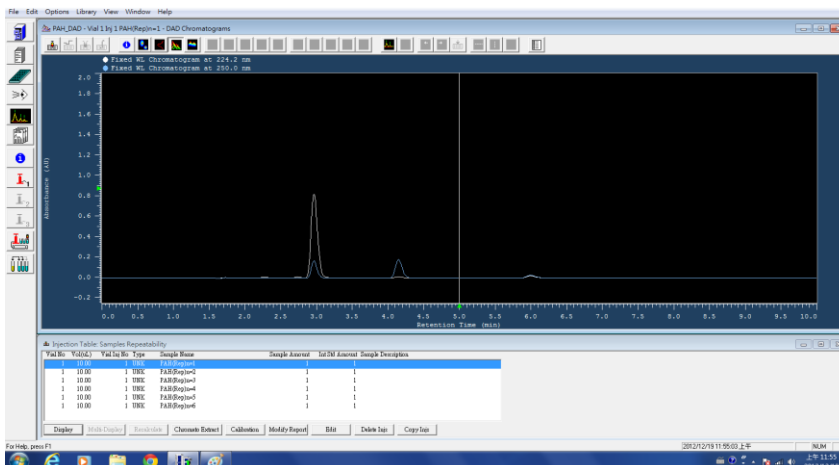 File Edit Options Library View Window Help
PAH_DAD - Vial 1 Inj 1 PAH(Rep)n=1 - DAD Chromatograms
Fixed WL Chromatogram at 224.2 nm
Fixed WL Chromatogram at 250.0 nm
2.0
1.8
1.6
1.4
1.2
1.0
0.8
0.6
0.4
0.2
0.0
-0.2
Absorbance (AU)
0.0 0.5 1.0 1.5 2.0 2.5 3.0 3.5 4.0 4.5 5.0 5.5 6.0 6.5 7.0 7.5 8.0 8.5 9.0 9.5 10.0
Retention Time (min)
Injection Table: Samples Repeatability
Vial No Vol(uL) Vial Inj No Type Sample Name Sample Amount Int Std Amount Sample Description
1 10.00 1 UNK PAH(Rep)n=1 1 1
1 10.00 1 UNK PAH(Rep)n=2 1 1
1 10.00 1 UNK PAH(Rep)n=3 1 1
1 10.00 1 UNK PAH(Rep)n=4 1 1
1 10.00 1 UNK PAH(Rep)n=5 1 1
1 10.00 1 UNK PAH(Rep)n=6 1 1
Display Multi-Display Recalculate Chromato Extract Calibration Modify Report Edit Delete Injs Copy Injs
For Help, press F1 2012/12/19 11:55:03 上午 NUM
上午 11:55